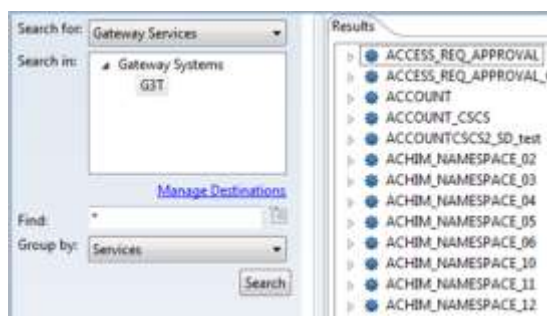 Search for: Gateway Services
Search in: Gateway Systems
G3T
Manage Destinations
Find: *
Group by: Services
Search
Results
ACCESS_REQ_APPROVAL
ACCESS_REQ_APPROVAL_
ACCOUNT
ACCOUNT_CSCS
ACCOUNTCSCS2_SD_test
ACHIM_NAMESPACE_02
ACHIM_NAMESPACE_03
ACHIM_NAMESPACE_04
ACHIM_NAMESPACE_05
ACHIM_NAMESPACE_06
ACHIM_NAMESPACE_10
ACHIM_NAMESPACE_11
ACHIM_NAMESPACE_12